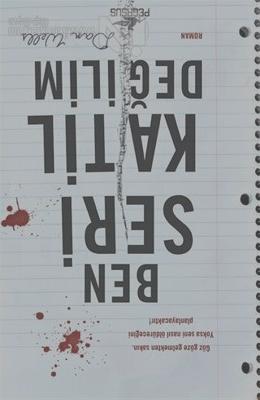 Göz göze gelmekten sakın.
Yoksa seni nasıl öldüreceğini
planlayacaktır!
BEN
SERİ
KATİL
DEĞİLİM
Dan Wells
ROMAN
PEGASUS